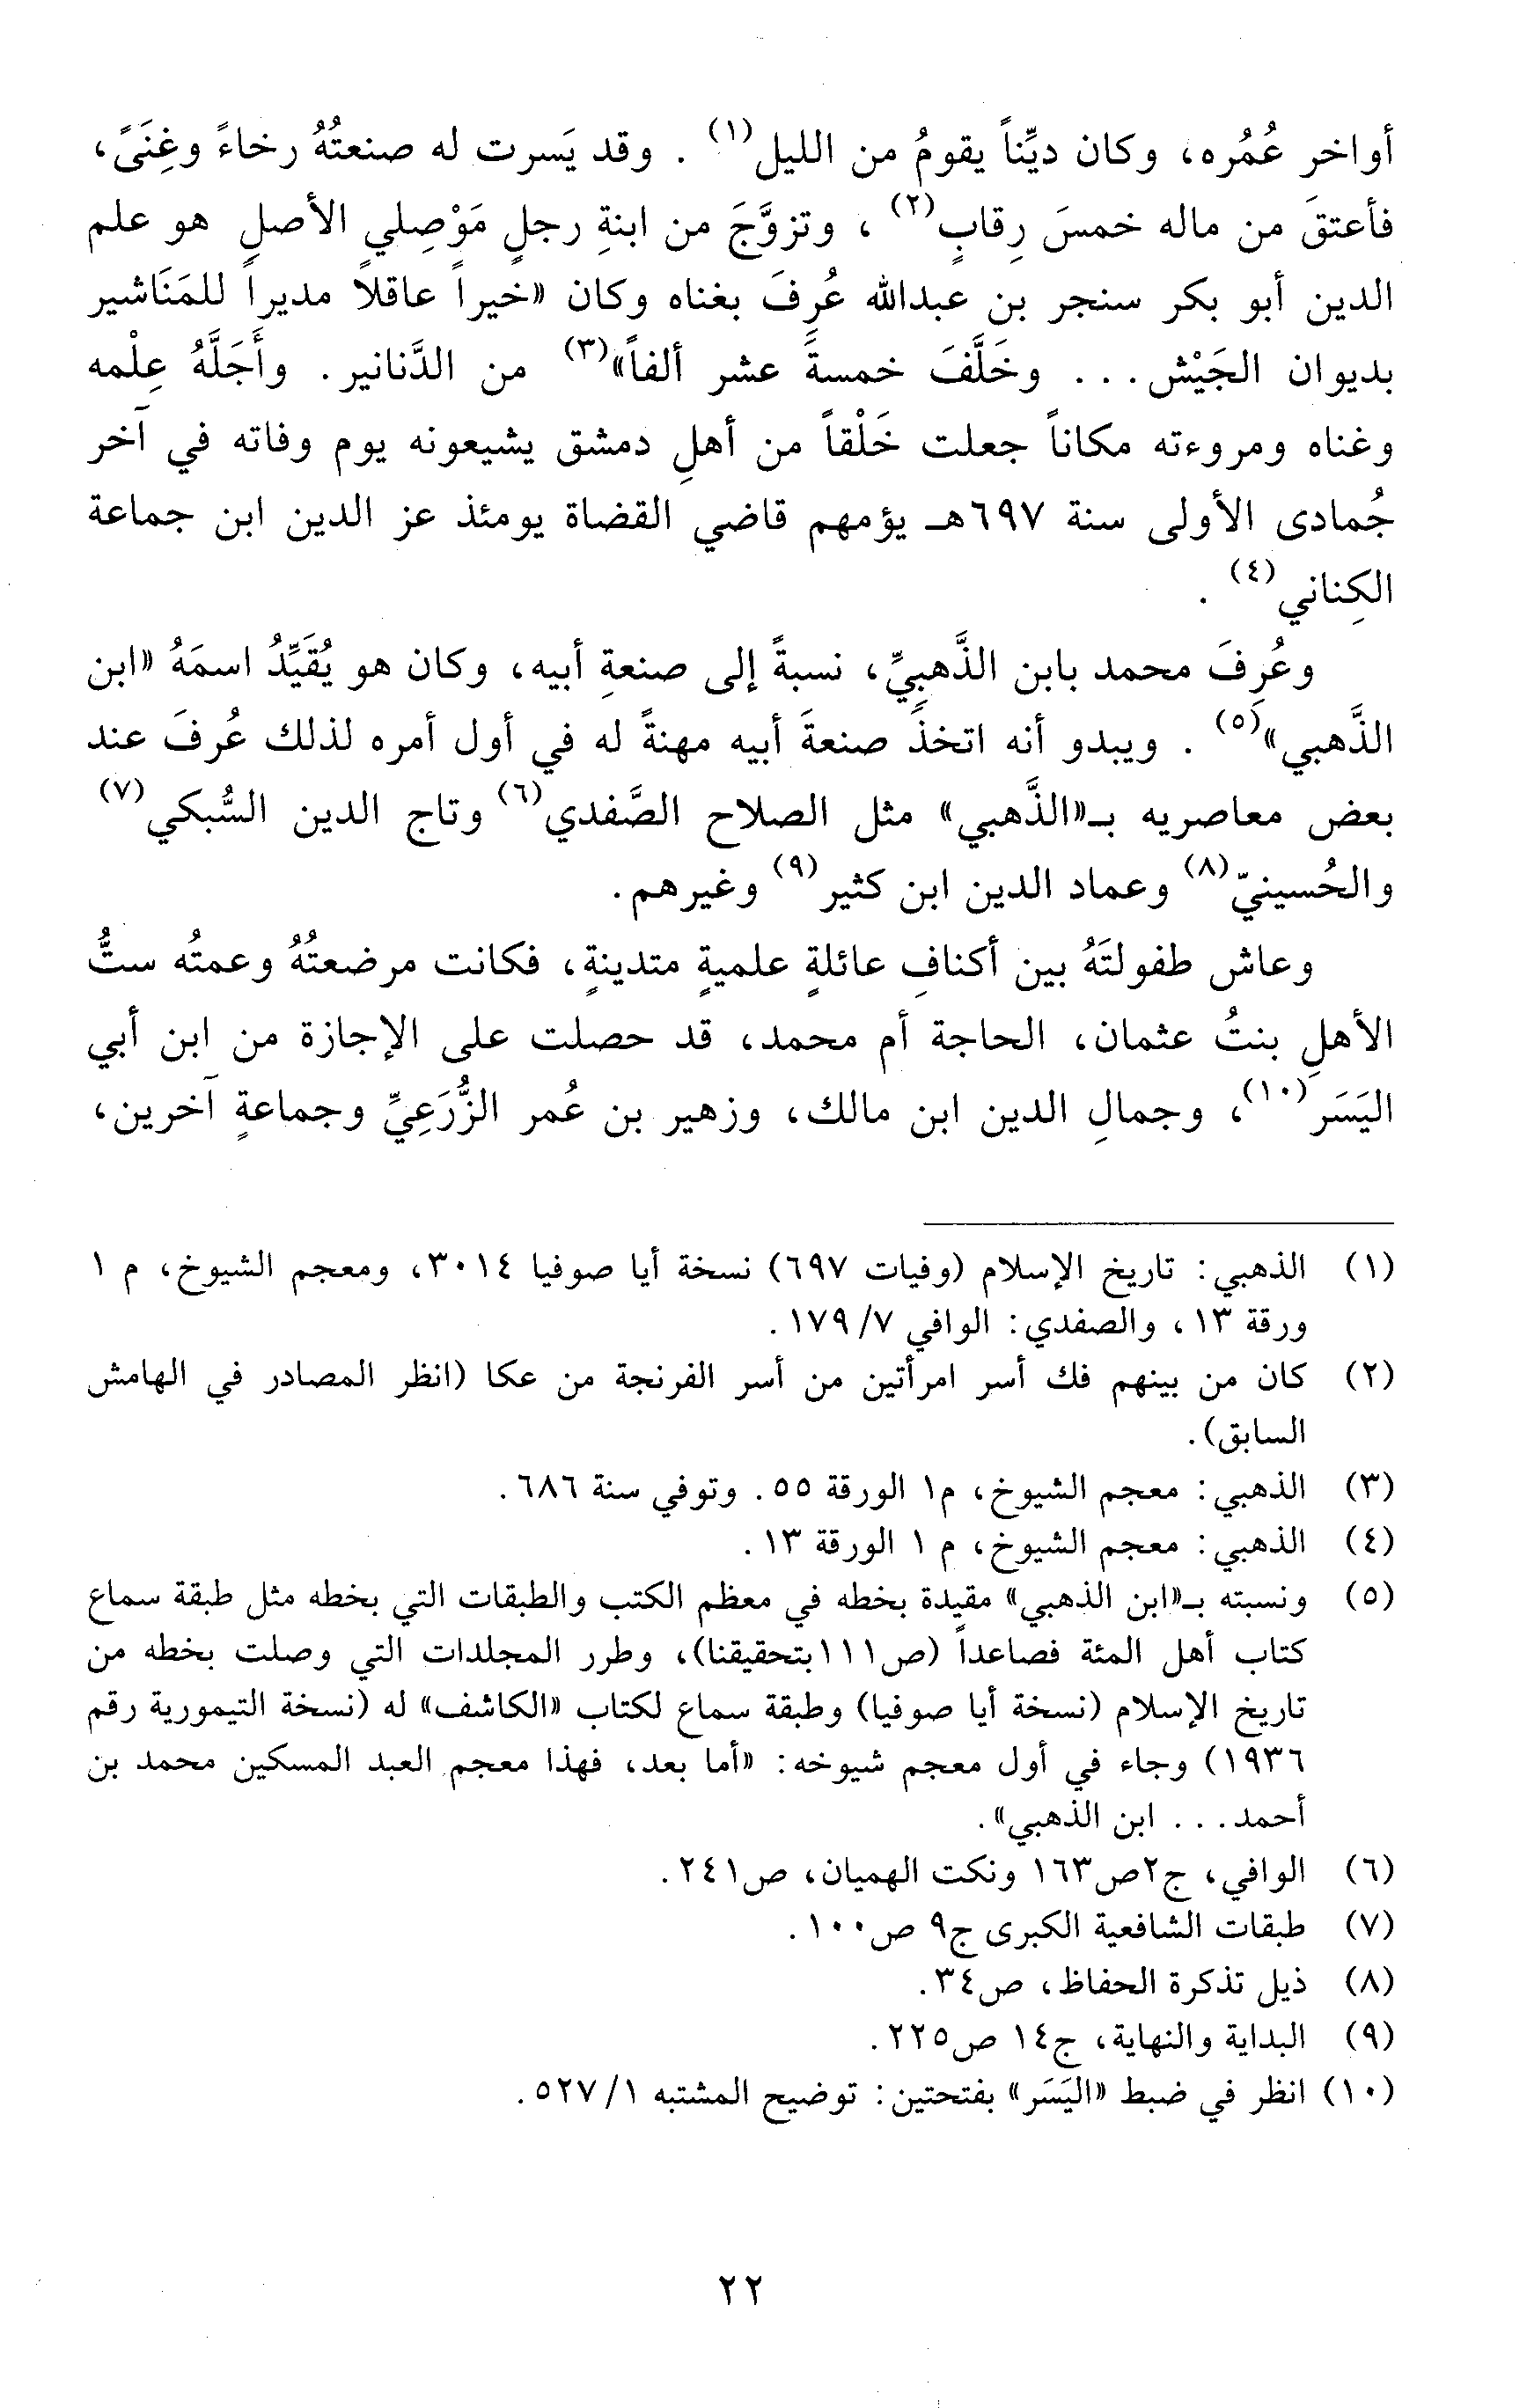 أواخر عُمُره، وكان ديِّناً يقومُ من الليل(١) . وقد يَسرت له صنعتُهُ رخاءً وغِنَىً،
فأعتقَ من ماله خمسَ رِقابٍ(٢) ، وتزوَّجَ من ابنةِ رجلٍ مَوْصِلي الأصلِ هو علم
الدين أبو بكر سنجر بن عبدالله عُرِفَ بغناه وكان «خيراً عاقلاً مديراً للمَنَاشير
بديوان الجَيْش... وخَلَّفَ خمسةَ عشر ألفاً»(٣) من الدَّنانير. وأَجَلَّهُ عِلْمه
وغناه ومروءته مكاناً جعلت خَلْقاً من أهلِ دمشق يشيعونه يوم وفاته في آخر
جُمادى الأولى سنة ٦٩٧هـ يؤمهم قاضي القضاة يومئذ عز الدين ابن جماعة
الكِناني(٤) .
وعُرِفَ محمد بابن الذَّهبيِّ، نسبةً إلى صنعةِ أبيه، وكان هو يُقَيِّدُ اسمَهُ «ابن
الذَّهبي»(٥) . ويبدو أنه اتخذَ صنعةَ أبيه مهنةً له في أول أمره لذلك عُرفَ عند
بعض معاصريه بـ«الذَّهبي» مثل الصلاح الصَّفدي(٦) وتاج الدين السُّبكي(٧)
والحُسينيّ(٨) وعماد الدين ابن كثير(٩) وغيرهم.
وعاش طفولتَهُ بين أكنافِ عائلةٍ علميةٍ متدينةٍ، فكانت مرضعتُهُ وعمتُه ستُّ
الأهلِ بنتُ عثمان، الحاجة أم محمد، قد حصلت على الإجازة من ابن أبي
اليَسَر(١٠)، وجمالِ الدين ابن مالك، وزهير بن عُمر الزُّرَعِيِّ وجماعةٍ آخرين،
(١) الذهبي: تاريخ الإسلام (وفيات ٦٩٧) نسخة أيا صوفيا ٣٠١٤، ومعجم الشيوخ، م ١
ورقة ١٣، والصفدي: الوافي ٧/ ١٧٩.
(٢) كان من بينهم فك أسر امرأتين من أسر الفرنجة من عكا (انظر المصادر في الهامش
السابق).
(٣) الذهبي: معجم الشيوخ، م١ الورقة ٥٥. وتوفي سنة ٦٨٦.
(٤) الذهبي: معجم الشيوخ، م ١ الورقة ١٣.
(٥) ونسبته بـ«ابن الذهبي» مقيدة بخطه في معظم الكتب والطبقات التي بخطه مثل طبقة سماع
كتاب أهل المئة فصاعداً (ص١١١بتحقيقنا)، وطرر المجلدات التي وصلت بخطه من
تاريخ الإسلام (نسخة أيا صوفيا) وطبقة سماع لكتاب «الكاشف» له (نسخة التيمورية رقم
١٩٣٦) وجاء في أول معجم شيوخه: «أما بعد، فهذا معجم العبد المسكين محمد بن
أحمد... ابن الذهبي».
(٦) الوافي، ج٢ص١٦٣ ونكت الهميان، ص٢٤١.
(٧) طبقات الشافعية الكبرى ج٩ ص١٠٠.
(٨) ذيل تذكرة الحفاظ، ص٣٤.
(٩) البداية والنهاية، ج١٤ ص٢٢٥.
(١٠) انظر في ضبط «اليَسَر» بفتحتين: توضيح المشتبه ١/ ٥٢٧.
٢٢